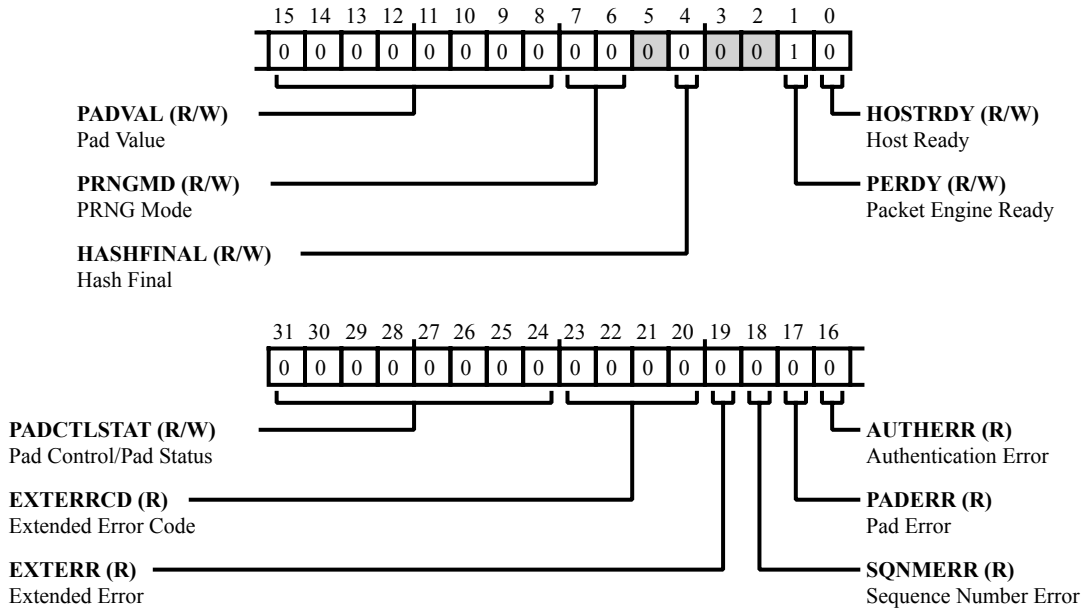 15 14 13 12 11 10 9 8 7 6 5 4 3 2 1 0
0 0 0 0 0 0 0 0 0 0 0 0 0 0 1 0
PADVAL (R/W)
Pad Value
HOSTRDY (R/W)
Host Ready
PRNGMD (R/W)
PRNG Mode
PERDY (R/W)
Packet Engine Ready
HASHFINAL (R/W)
Hash Final
31 30 29 28 27 26 25 24 23 22 21 20 19 18 17 16
0 0 0 0 0 0 0 0 0 0 0 0 0 0 0 0
PADCTLSTAT (R/W)
Pad Control/Pad Status
AUTHERR (R)
Authentication Error
EXTERRCD (R)
Extended Error Code
PADERR (R)
Pad Error
EXTERR (R)
Extended Error
SQNMERR (R)
Sequence Number Error